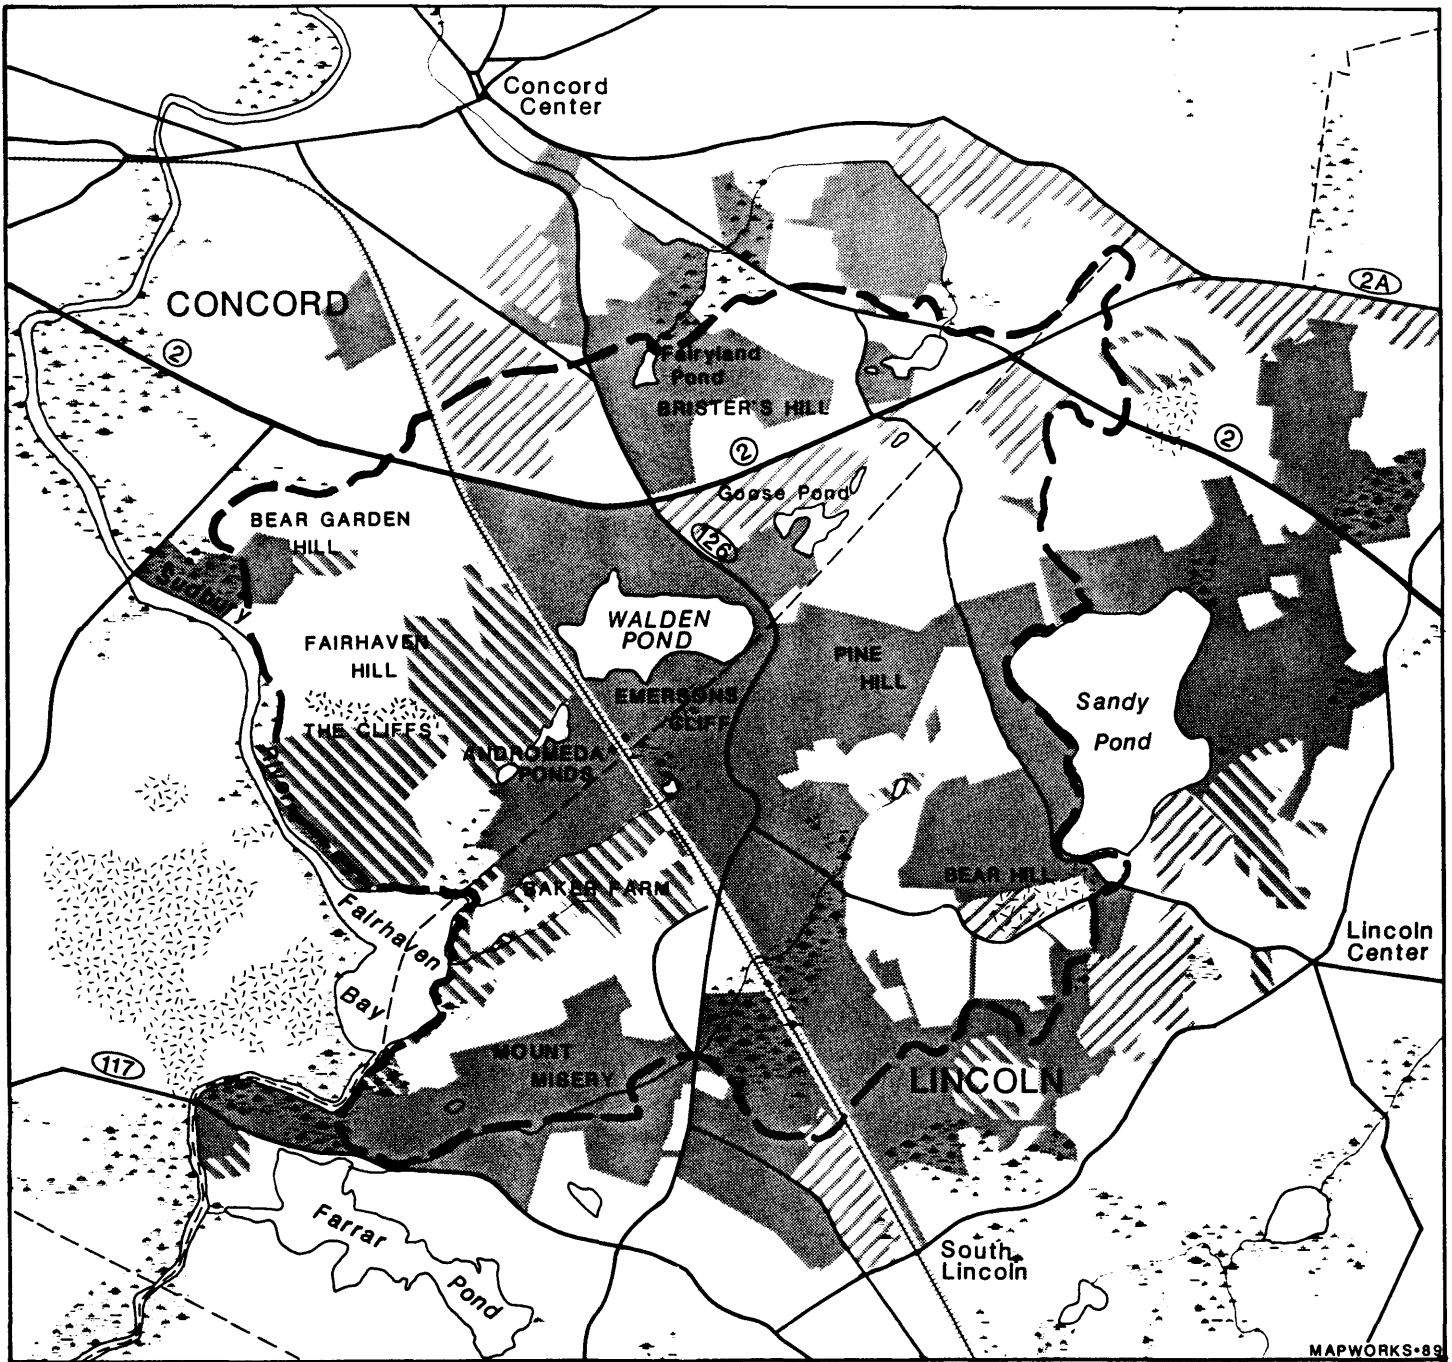 Concord
Center
2A
CONCORD
2
Fairyland
Pond
BRISTER'S HILL
2
2
Goose Pond
BEAR GARDEN
HILL
126
Sudbury
WALDEN
POND
FAIRHAVEN
HILL
PINE
HILL
EMERSONS
CLIFF
Sandy
Pond
THE CLIFFS
ANDROMEDA
PONDS
River
BEAR HILL
BAKER FARM
Fairhaven
Bay
Lincoln
Center
117
MOUNT
MISERY
LINCOLN
Farrar
Pond
South
Lincoln
MAPWORKS•89